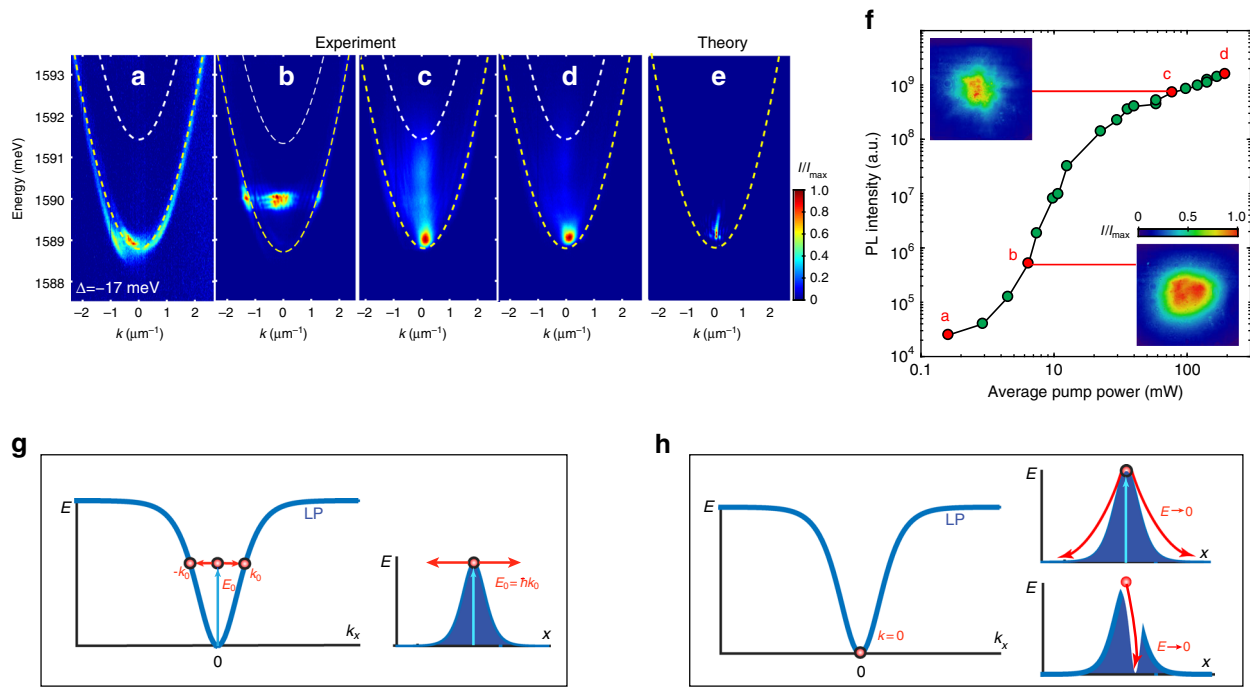 Experiment
Theory
a
b
c
d
e
Energy (meV)
1593
1592
1591
1590
1589
1588
Δ=−17 meV
I/Imax
1.0
0.8
0.6
0.4
0.2
0
−2 −1 0 1 2
−2 −1 0 1 2
−2 −1 0 1 2
−2 −1 0 1 2
−2 −1 0 1 2
k (μm⁻¹)
k (μm⁻¹)
k (μm⁻¹)
k (μm⁻¹)
k (μm⁻¹)
f
PL intensity (a.u.)
10⁹
10⁸
10⁷
10⁶
10⁵
10⁴
a
b
c
d
0 0.5 1.0
I/Imax
0.1 1 10 100
Average pump power (mW)
g
E
LP
-k₀
E₀
k₀
kₓ
0
E
E₀ = ħk₀
x
h
E
LP
k = 0
kₓ
0
E
E→0
x
E
E→0
x